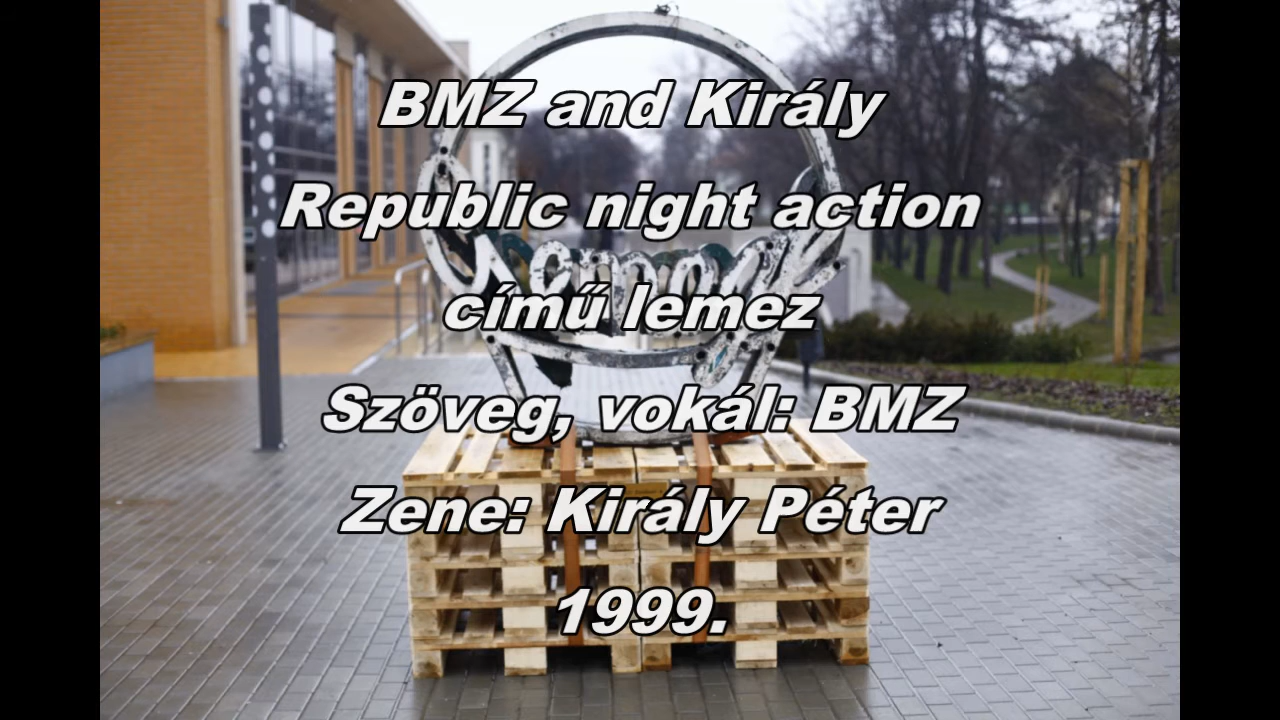 BMZ and Király
Republic night action
című lemez
Szöveg, vokál: BMZ
Zene: Király Péter
1999.